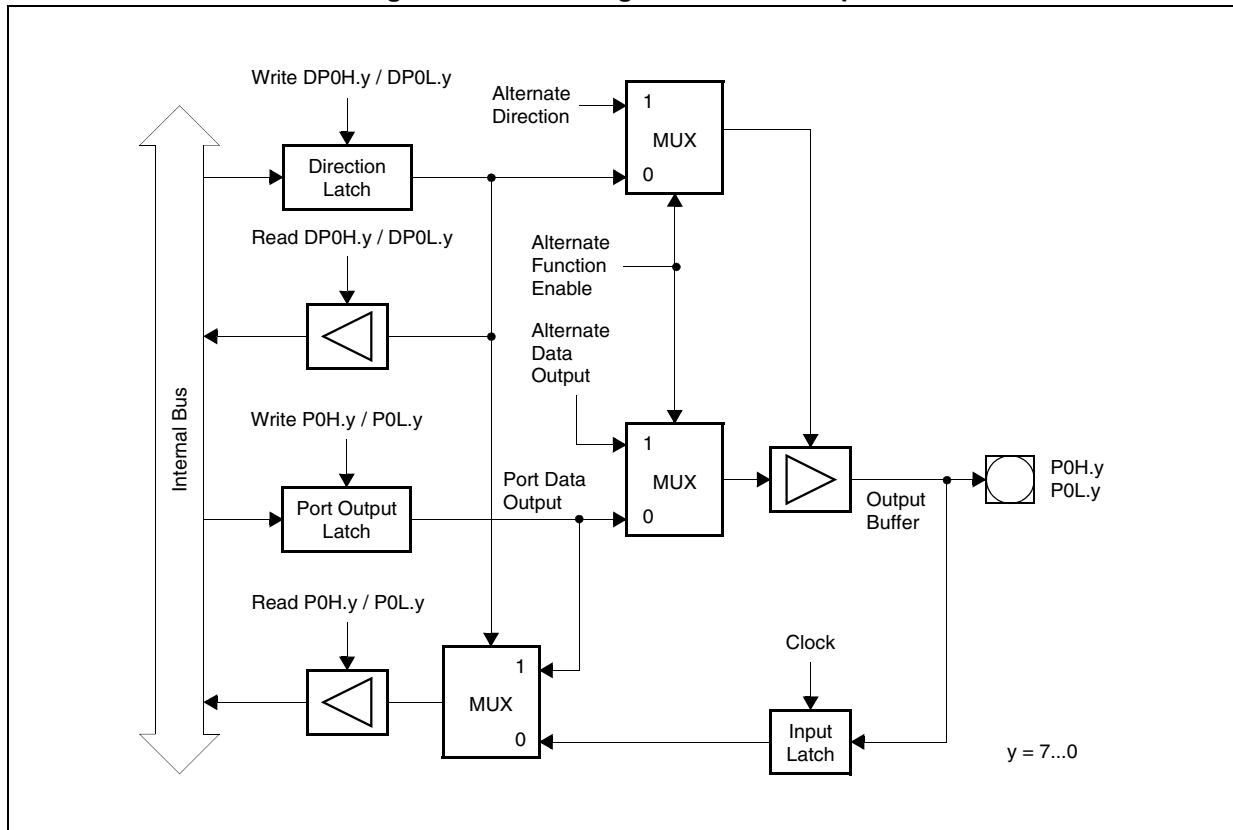 Write DP0H.y / DP0L.y
Alternate
Direction
1
MUX
0
Direction
Latch
Read DP0H.y / DP0L.y
Alternate
Function
Enable
Alternate
Data
Output
Internal Bus
Write P0H.y / P0L.y
1
MUX
0
Port Data
Output
Port Output
Latch
Output
Buffer
P0H.y
P0L.y
Read P0H.y / P0L.y
1
MUX
0
Clock
Input
Latch
y = 7...0